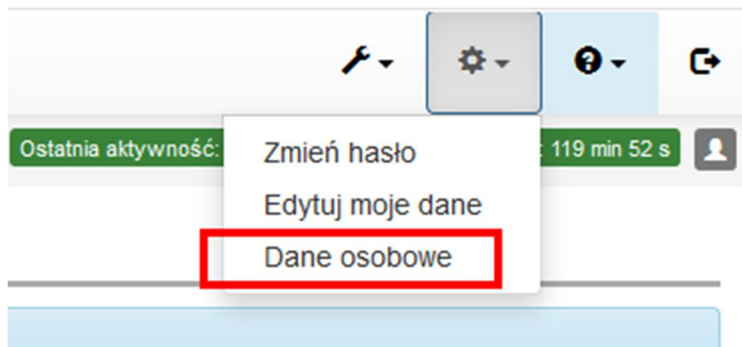 Ostatnia aktywność:
: 119 min 52 s
Zmień hasło
Edytuj moje dane
Dane osobowe